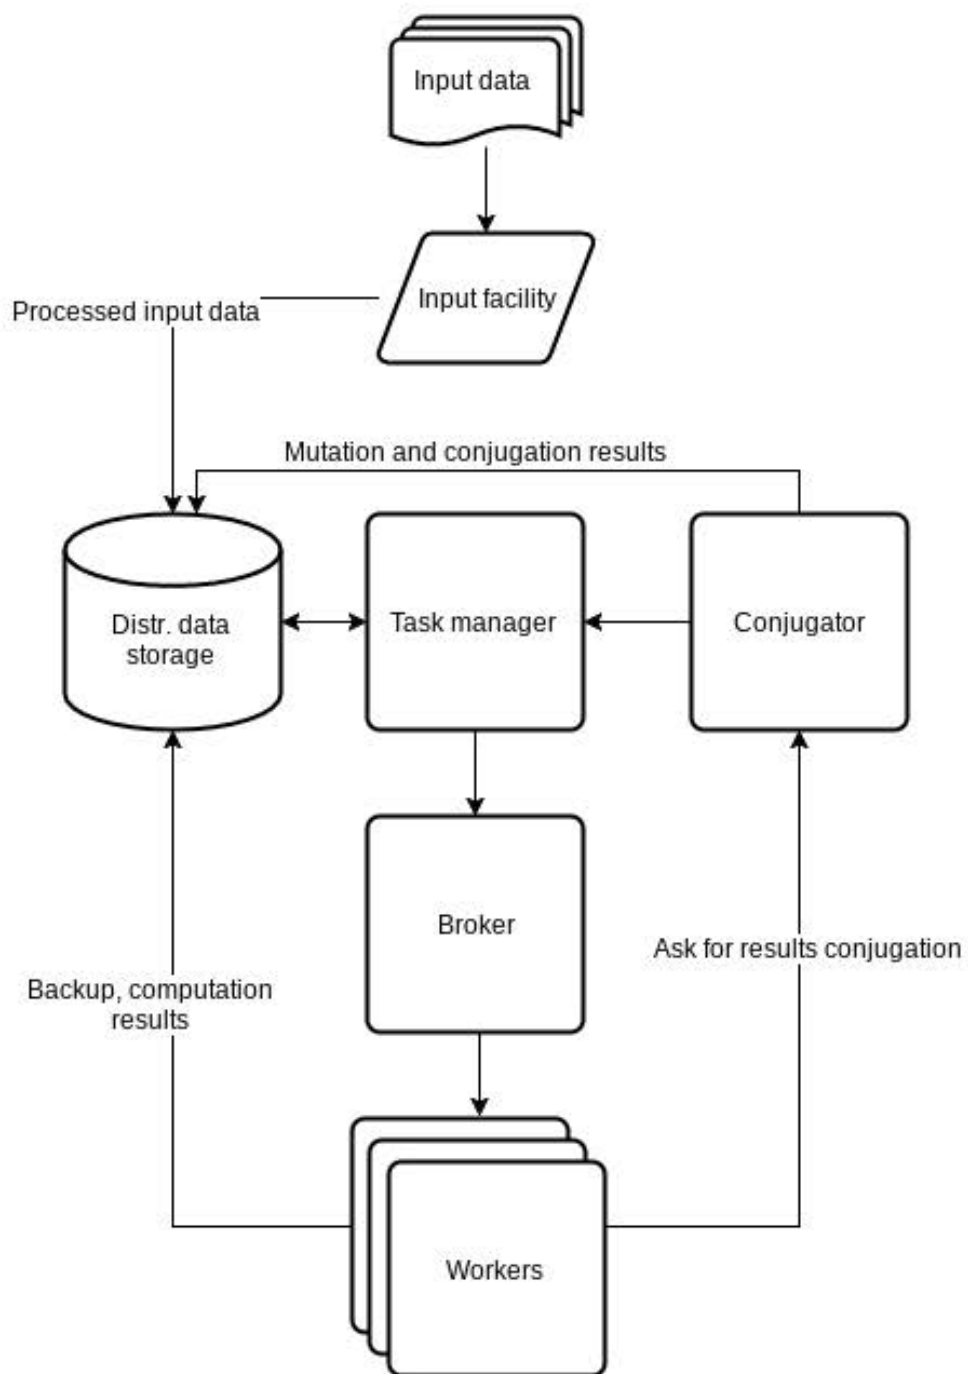 Input data
Input facility
Processed input data
Mutation and conjugation results
Distr. data
storage
Task manager
Conjugator
Broker
Ask for results conjugation
Backup, computation
results
Workers